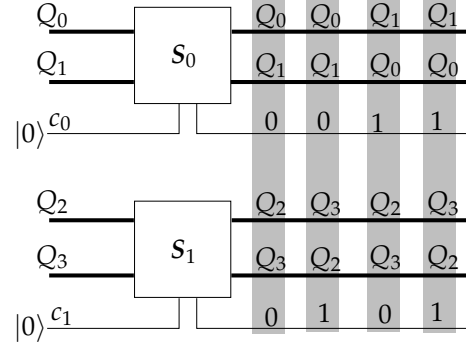 Q₀ Q₀ Q₀ Q₁ Q₁
S₀
Q₁ Q₁ Q₁ Q₀ Q₀
|0⟩ c₀ 0 0 1 1
Q₂ Q₂ Q₃ Q₂ Q₃
S₁
Q₃ Q₃ Q₂ Q₃ Q₂
|0⟩ c₁ 0 1 0 1